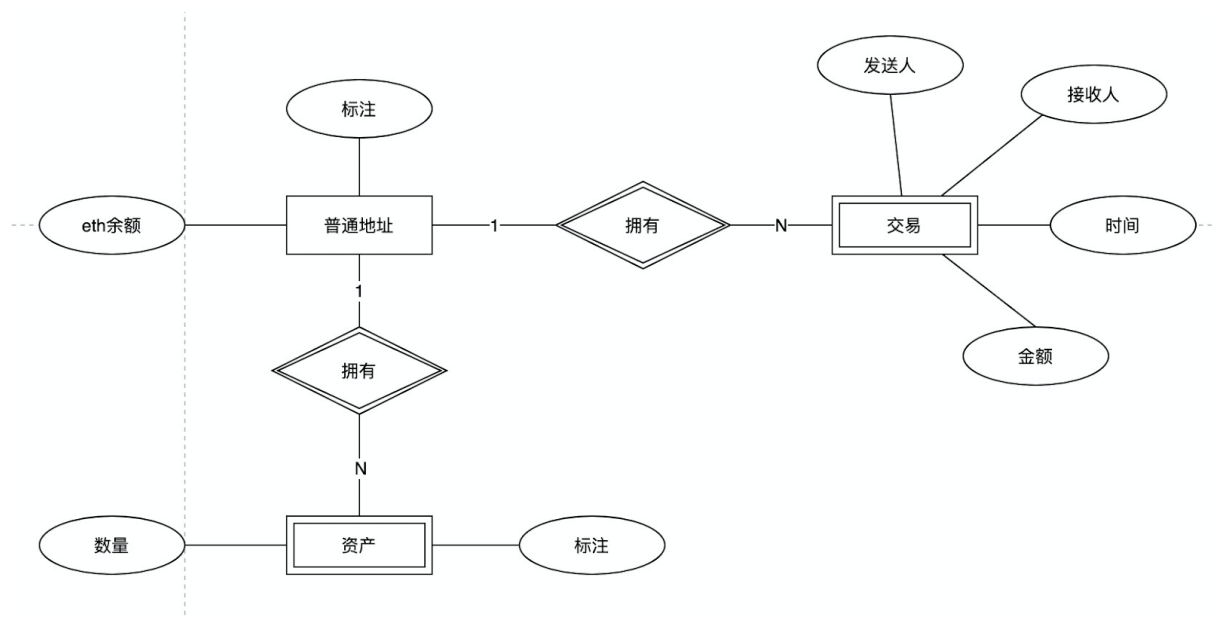 发送人
接收人
标注
eth余额
普通地址
1
拥有
N
交易
时间
1
金额
拥有
N
数量
资产
标注